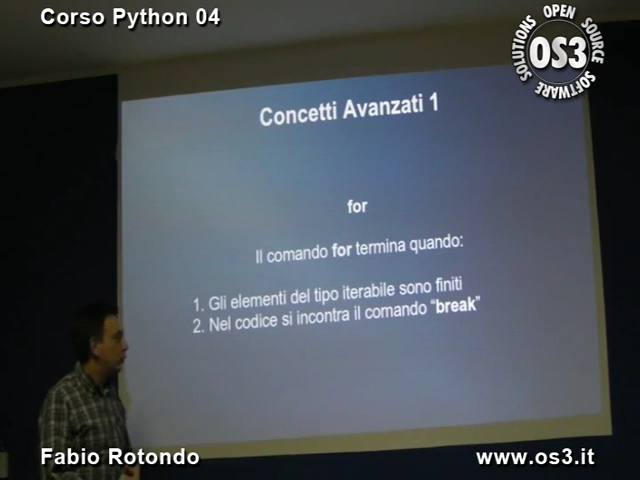 Corso Python 04
SOLUTIONS OPEN SOURCE SOFTWARE
OS3
Concetti Avanzati 1
for
Il comando for termina quando:
1. Gli elementi del tipo iterabile sono finiti
2. Nel codice si incontra il comando "break"
Fabio Rotondo
www.os3.it